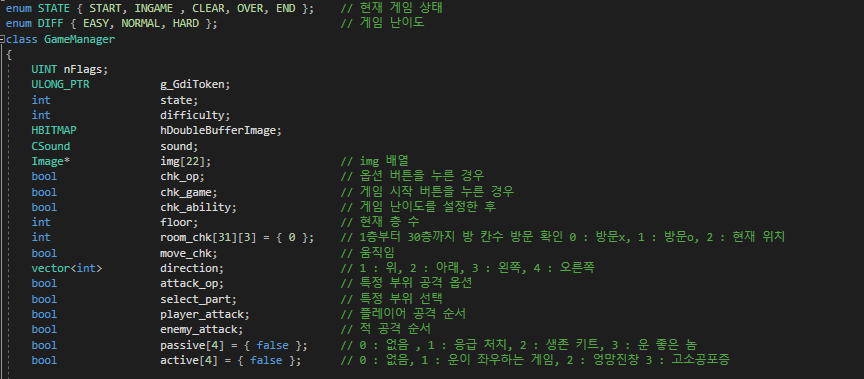 enum STATE { START, INGAME , CLEAR, OVER, END }; // 현재 게임 상태
enum DIFF { EASY, NORMAL, HARD }; // 게임 난이도
class GameManager
{
UINT nFlags;
ULONG_PTR g_GdiToken;
int state;
int difficulty;
HBITMAP hDoubleBufferImage;
CSound sound;
Image* img[22]; // img 배열
bool chk_op; // 옵션 버튼을 누른 경우
bool chk_game; // 게임 시작 버튼을 누른 경우
bool chk_ability; // 게임 난이도를 설정한 후
int floor; // 현재 층 수
int room_chk[31][3] = { 0 }; // 1층부터 30층까지 방 칸수 방문 확인 0 : 방문x, 1 : 방문o, 2 : 현재 위치
bool move_chk; // 움직임
vector<int> direction; // 1 : 위, 2 : 아래, 3 : 왼쪽, 4 : 오른쪽
bool attack_op; // 특정 부위 공격 옵션
bool select_part; // 특정 부위 선택
bool player_attack; // 플레이어 공격 순서
bool enemy_attack; // 적 공격 순서
bool passive[4] = { false }; // 0 : 없음 , 1 : 응급 처치, 2 : 생존 키트, 3 : 운 좋은 놈
bool active[4] = { false }; // 0 : 없음, 1 : 운이 좌우하는 게임, 2 : 엉망진창 3 : 고소공포증